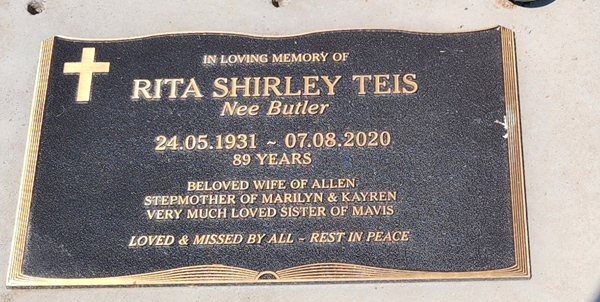 IN LOVING MEMORY OF
RITA SHIRLEY TEIS
Nee Butler
24.05.1931 ~ 07.08.2020
89 YEARS
BELOVED WIFE OF ALLEN
STEPMOTHER OF MARILYN & KAYREN
VERY MUCH LOVED SISTER OF MAVIS
LOVED & MISSED BY ALL ~ REST IN PEACE